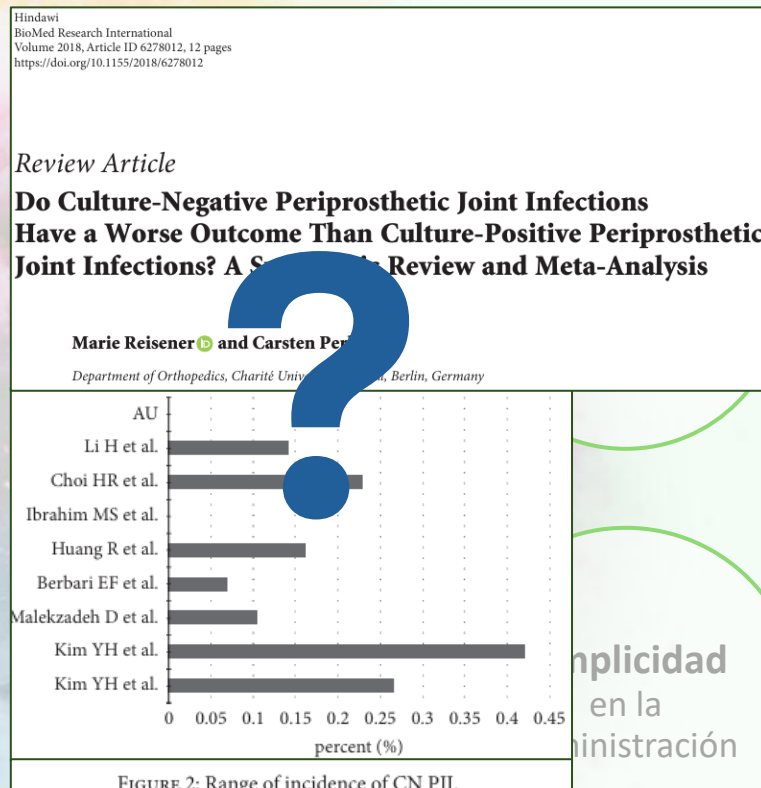 Hindawi
BioMed Research International
Volume 2018, Article ID 6278012, 12 pages
https://doi.org/10.1155/2018/6278012
Review Article
Do Culture-Negative Periprosthetic Joint Infections
Have a Worse Outcome Than Culture-Positive Periprosthetic
Joint Infections? A Review and Meta-Analysis
Marie Reisener iD and Carsten
Department of Orthopedics, Charité Berlin, Germany
?
AU
Li H et al.
Choi HR et al.
Ibrahim MS et al.
Huang R et al.
Berbari EF et al.
Malekzadeh D et al.
Kim YH et al.
Kim YH et al.
0 0.05 0.1 0.15 0.2 0.25 0.3 0.35 0.4 0.45
percent (%)
FIGURE 2: Range of incidence of CN PJI.
mplicidad
en la
ministración